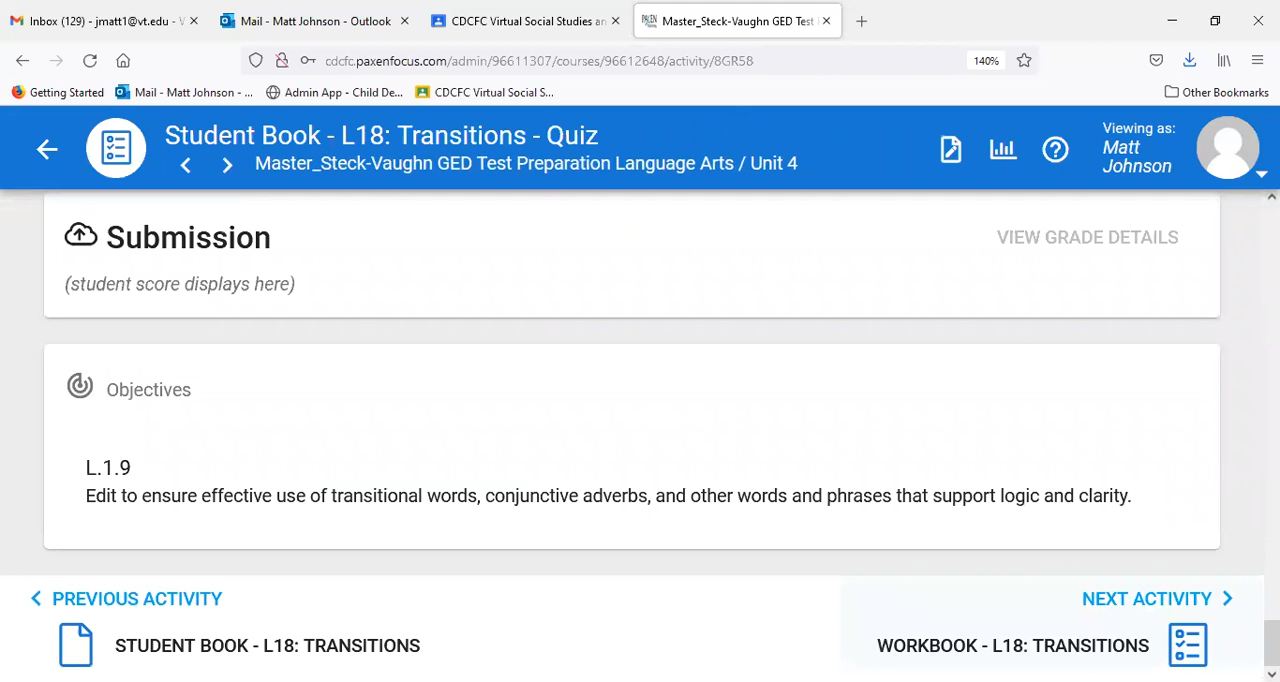 Inbox (129) - jmatt1@vt.edu - V
Mail - Matt Johnson - Outlook
CDCFC Virtual Social Studies an
PAXEN
Master_Steck-Vaughn GED Test
cdcfc.paxenfocus.com/admin/96611307/courses/96612648/activity/8GR58
140%
Getting Started
Mail - Matt Johnson - ...
Admin App - Child De...
CDCFC Virtual Social S...
Other Bookmarks
Student Book - L18: Transitions - Quiz
Master_Steck-Vaughn GED Test Preparation Language Arts / Unit 4
Viewing as:
Matt
Johnson
Submission
VIEW GRADE DETAILS
(student score displays here)
Objectives
L.1.9
Edit to ensure effective use of transitional words, conjunctive adverbs, and other words and phrases that support logic and clarity.
PREVIOUS ACTIVITY
NEXT ACTIVITY
STUDENT BOOK - L18: TRANSITIONS
WORKBOOK - L18: TRANSITIONS